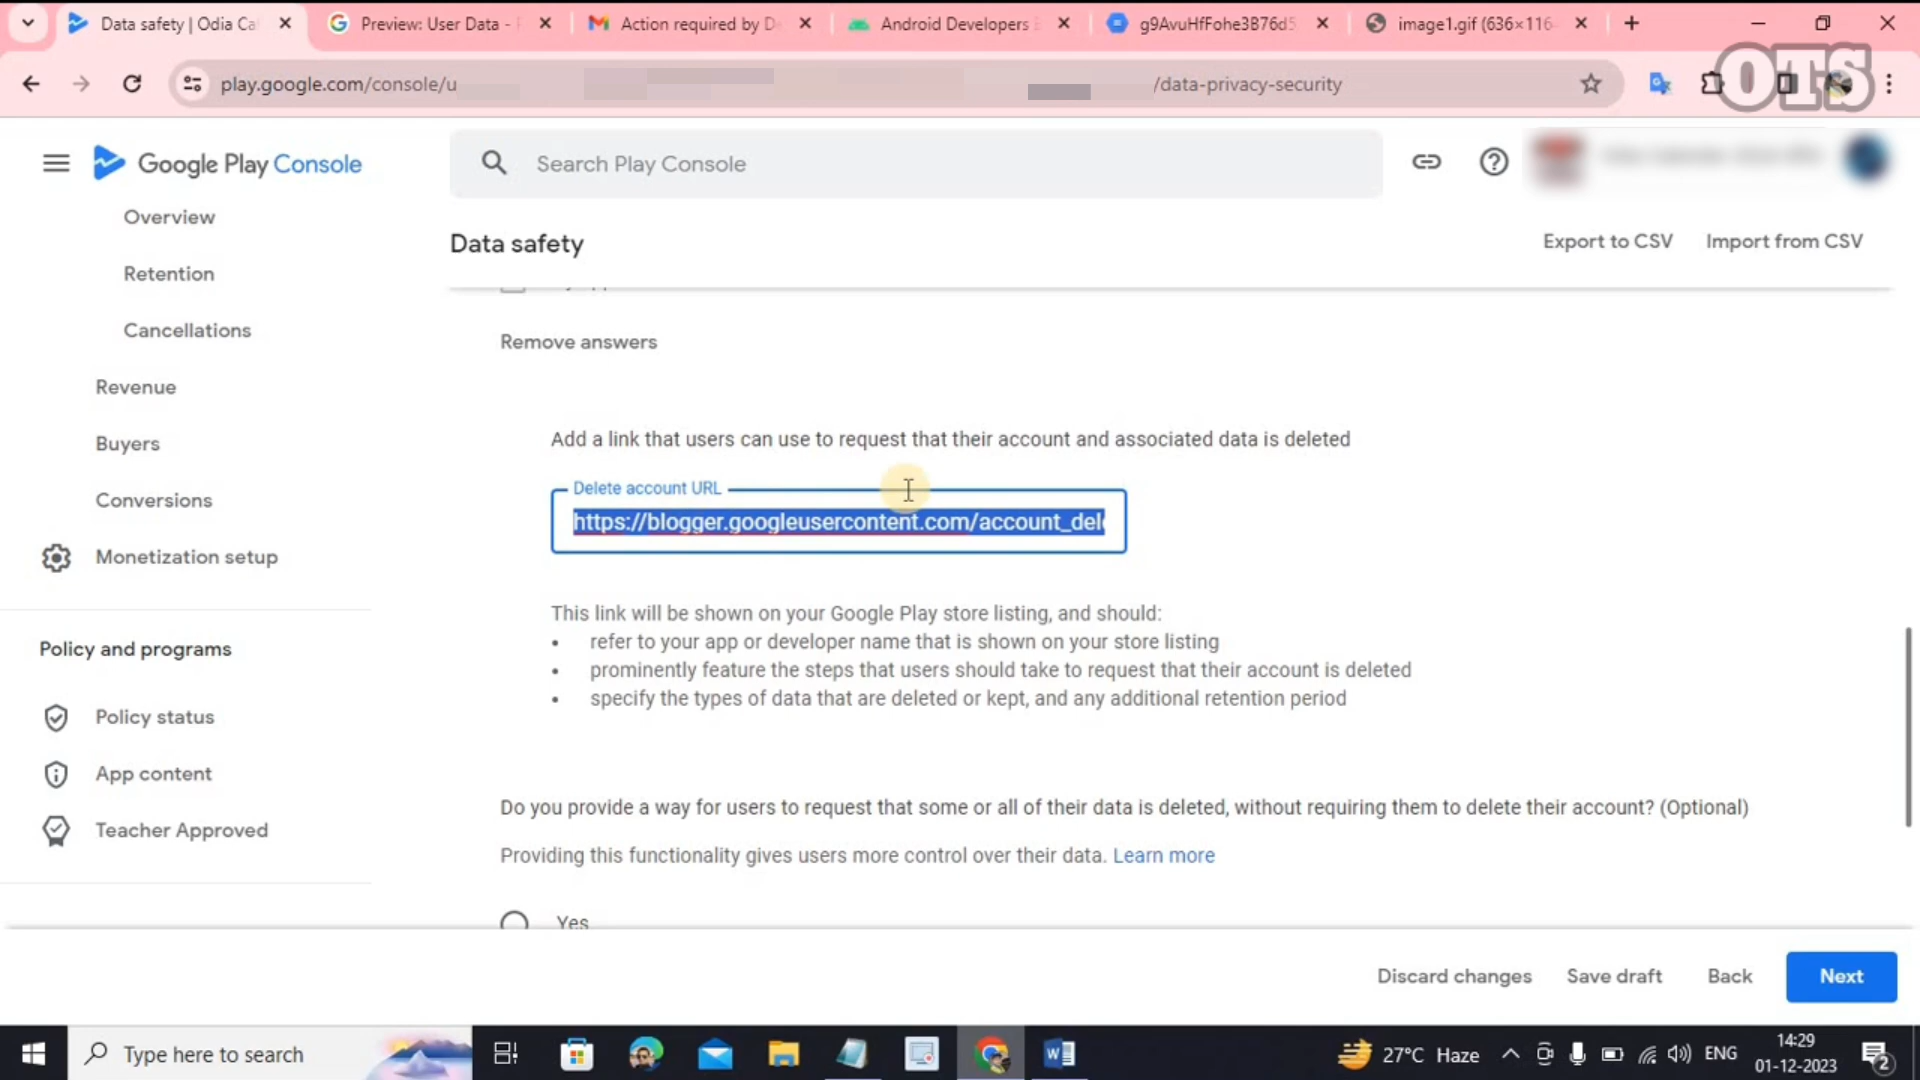 Data safety | Odia Ca
Preview: User Data -
Action required by D
Android Developers
g9AvuHfFohe3B76d5
image1.gif (636×116
play.google.com/console/u
/data-privacy-security
OTS
Google Play Console
Search Play Console
Overview
Retention
Cancellations
Revenue
Buyers
Conversions
Monetization setup
Policy and programs
Policy status
App content
Teacher Approved
Data safety
Export to CSV
Import from CSV
Remove answers
Add a link that users can use to request that their account and associated data is deleted
Delete account URL
https://blogger.googleusercontent.com/account_dele
This link will be shown on your Google Play store listing, and should:
• refer to your app or developer name that is shown on your store listing
• prominently feature the steps that users should take to request that their account is deleted
• specify the types of data that are deleted or kept, and any additional retention period
Do you provide a way for users to request that some or all of their data is deleted, without requiring them to delete their account? (Optional)
Providing this functionality gives users more control over their data. Learn more
Yes
Discard changes
Save draft
Back
Next
Type here to search
27°C Haze
ENG
14:29
01-12-2023
2